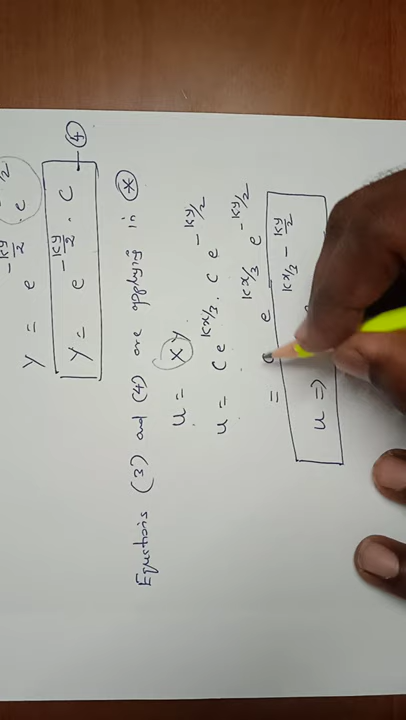 Y = e^{-ky/2} . e
Y = e^{-ky/2} . C —(4)
Equations (3) and (4) are applying in (*)
u = XY
u = C e^{kx/3} . C e^{-ky/2}
= e^{kx/3} e^{-ky/2}
u => kx/3 - ky/2